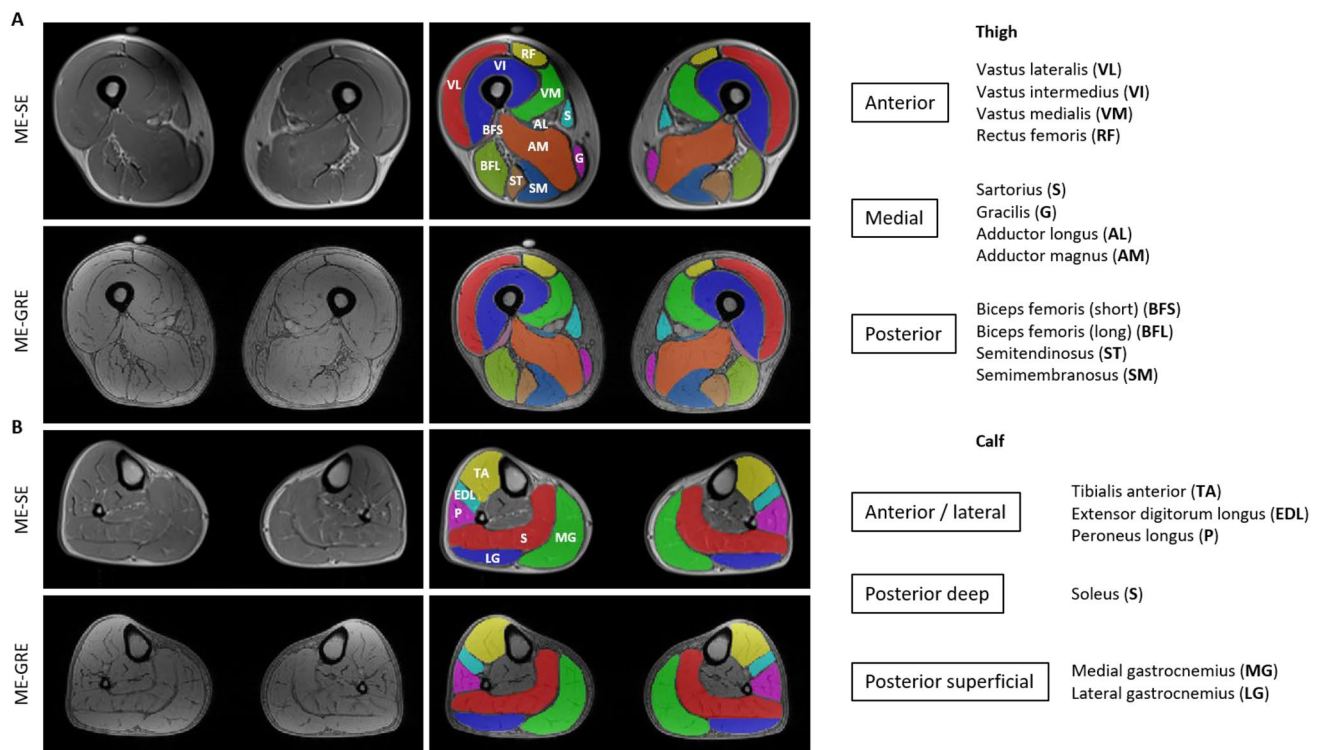 A
ME-SE
RF
VI
VL
VM
S
AL
BFS
AM
G
BFL
ST
SM
ME-GRE
B
ME-SE
TA
EDL
P
S
MG
LG
ME-GRE
Thigh
Anterior
Vastus lateralis (VL)
Vastus intermedius (VI)
Vastus medialis (VM)
Rectus femoris (RF)
Medial
Sartorius (S)
Gracilis (G)
Adductor longus (AL)
Adductor magnus (AM)
Posterior
Biceps femoris (short) (BFS)
Biceps femoris (long) (BFL)
Semitendinosus (ST)
Semimembranosus (SM)
Calf
Anterior / lateral
Tibialis anterior (TA)
Extensor digitorum longus (EDL)
Peroneus longus (P)
Posterior deep
Soleus (S)
Posterior superficial
Medial gastrocnemius (MG)
Lateral gastrocnemius (LG)